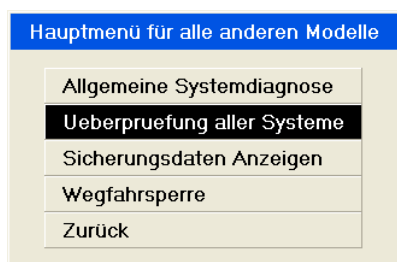 Hauptmenü für alle anderen Modelle
Allgemeine Systemdiagnose
Ueberpruefung aller Systeme
Sicherungsdaten Anzeigen
Wegfahrsperre
Zurück